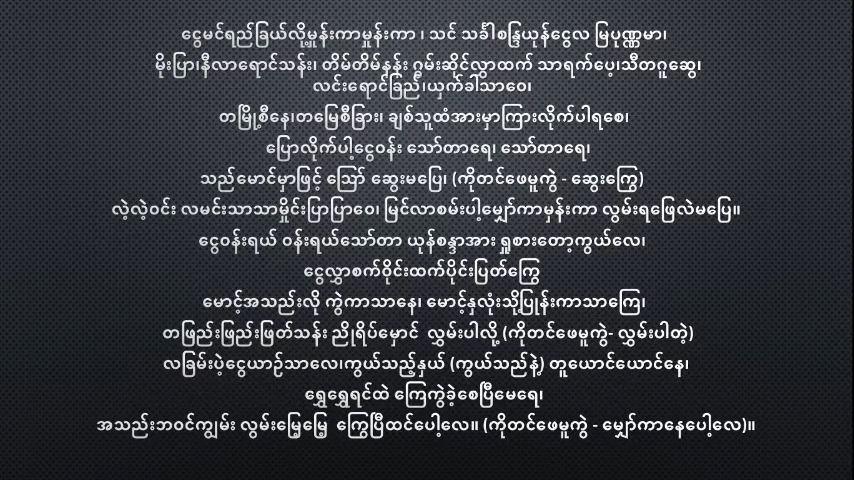 ငွေမင်ရည်ခြယ်လို့မှုန်းကာမှုန်းကာ ၊ သင် သင်္ခါစန္ဒြယုန်ငွေလ မြပုဏ္ဏမာ၊
မိုးပြာ၊နီလာရောင်သန်း၊ တိမ်တိမ်နန်း ဂွမ်းဆိုင်လွှာထက် သာရက်ပေ့၊သီတဂူဆွေ၊
လင်းရောင်ခြည်၊ယှက်ခါသာဝေ၊
တမြို့စီနေ၊တမြေစီခြား၊ ချစ်သူထံအားမှာကြားလိုက်ပါရစေ၊
ပြောလိုက်ပါ့ငွေဝန်း သော်တာရေ၊ သော်တာရေ၊
သည်မောင်မှာဖြင့် သြော် ဆွေးမပြေ၊ (ကိုတင်ဖေမူကွဲ - ဆွေးကြွေ)
လဲ့လဲ့ဝင်း လမင်းသာသာမှိုင်းပြာပြာဝေ၊ မြင်လာစမ်းပါ့မျှော်ကာမှန်းကာ လွမ်းရဖြေလဲမပြေ။
ငွေဝန်းရယ် ဝန်းရယ်သော်တာ ယုန်စန္ဒာအား ရှုစားတော့ကွယ်လေ၊
ငွေလွှာစက်ဝိုင်းထက်ပိုင်းပြတ်ကြွေ
မောင့်အသည်းလို ကွဲကာသာနေ၊ မောင့်နှလုံးသို့ပြုန်းကာသာကြေ၊
တဖြည်းဖြည်းဖြတ်သန်း ညိုရိပ်မှောင် လွှမ်းပါလို့ (ကိုတင်ဖေမူကွဲ- လွှမ်းပါတဲ့)
လခြမ်းပဲ့ငွေယာဉ်သာလေ၊ကွယ်သည့်နှယ် (ကွယ်သည်နဲ့) တူယောင်ယောင်နေ၊
ရွှေရွှေရင်ထဲ ကြေကွဲခဲ့စေပြီမေရေ၊
အသည်းဘဝင်ကျွမ်း လွမ်းမြေ့မြေ့ ကြွေပြီထင်ပေါ့လေ။ (ကိုတင်ဖေမူကွဲ - မျှော်ကာနေပေါ့လေ)။